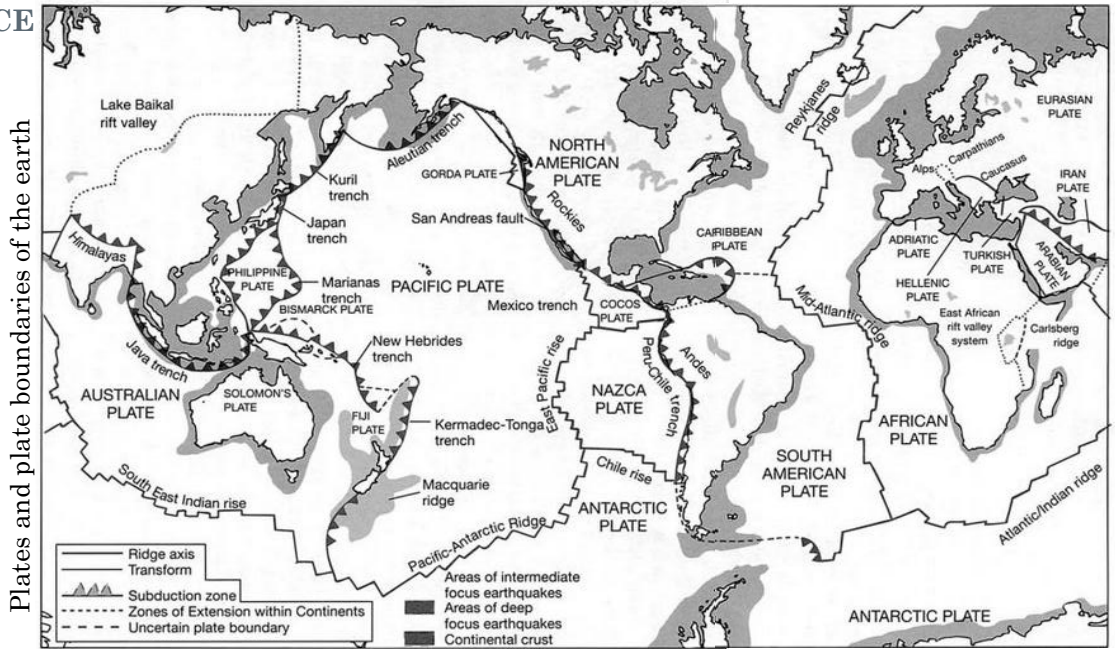 CE
Plates and plate boundaries of the earth
Lake Baikal
rift valley
Himalayas
Kuril
trench
Japan
trench
Aleutian trench
PHILIPPINE
PLATE
Marianas
trench
BISMARCK PLATE
New Hebrides
trench
Java trench
AUSTRALIAN
PLATE
SOLOMON'S
PLATE
FIJI
PLATE
Kermadec-Tonga
trench
Macquarie
ridge
South East Indian rise
PACIFIC PLATE
Pacific-Antarctic Ridge
GORDA PLATE
San Andreas fault
NORTH
AMERICAN
PLATE
Rockies
Mexico trench
COCOS
PLATE
CAIRIBBEAN
IPLATE
East Pacific rise
NAZCA
PLATE
Peru-Chile trench
Andes
Chile rise
ANTARCTIC
PLATE
SOUTH
AMERICAN
PLATE
Reykjanes
ridge
Mid-Atlantic ridge
EURASIAN
PLATE
Alps
Carpathians
Caucasus
IRAN
PLATE
ADRIATIC
PLATE
TURKISH
PLATE
ARABIAN
PLATE
HELLENIC
PLATE
East African
rift valley
system
Carlsberg
ridge
AFRICAN
PLATE
Atlantic/Indian ridge
ANTARCTIC PLATE
Ridge axis
Transform
Subduction zone
Zones of Extension within Continents
Uncertain plate boundary
Areas of intermediate
focus earthquakes
Areas of deep
focus earthquakes
Continental crust